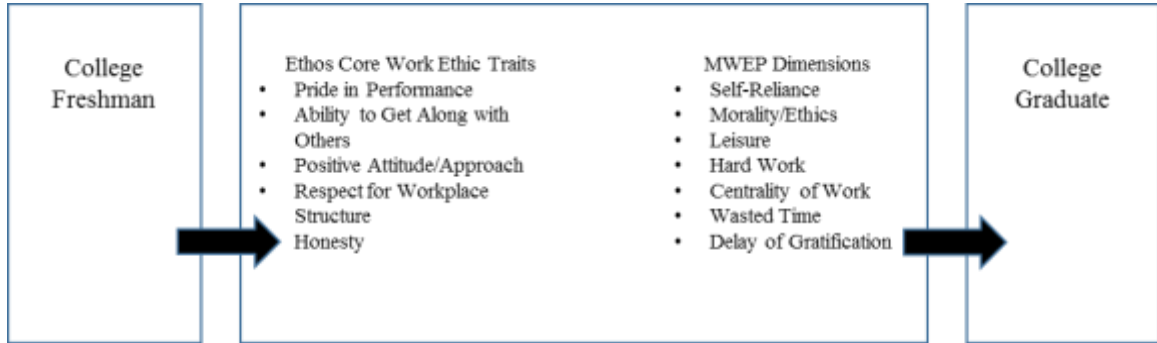 College
Freshman
Ethos Core Work Ethic Traits
• Pride in Performance
• Ability to Get Along with
Others
• Positive Attitude/Approach
• Respect for Workplace
Structure
• Honesty
MWEP Dimensions
• Self-Reliance
• Morality/Ethics
• Leisure
• Hard Work
• Centrality of Work
• Wasted Time
• Delay of Gratification
College
Graduate